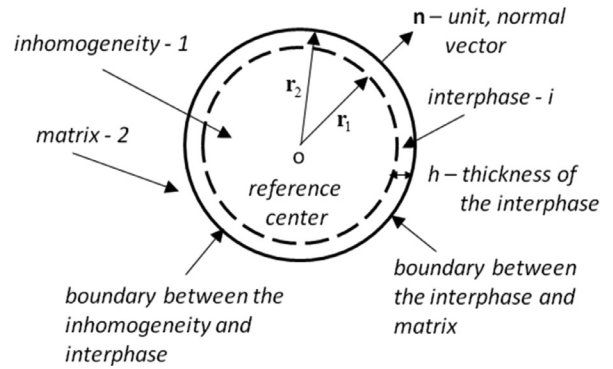 n – unit, normal
vector
inhomogeneity - 1
matrix - 2
r₂
r₁
o
reference
center
interphase - i
h – thickness of
the interphase
boundary between the
inhomogeneity and
interphase
boundary between
the interphase and
matrix